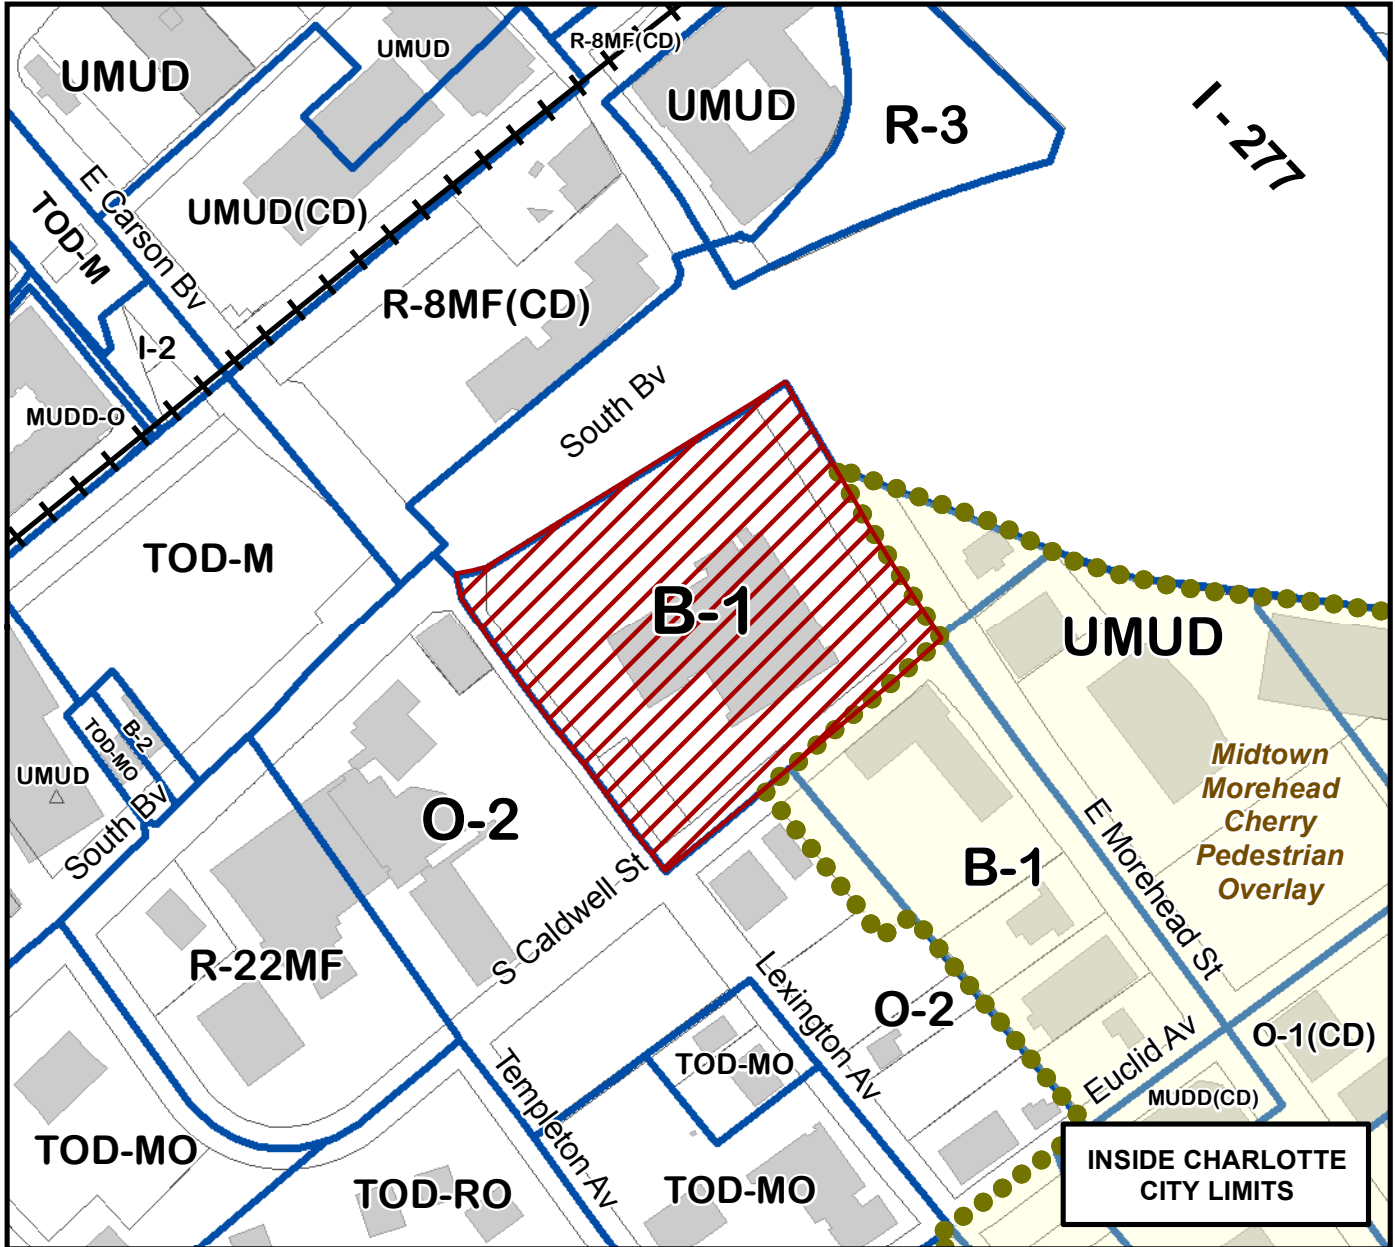 UMUD
UMUD
R-8MF(CD)
UMUD
R-3
I - 277
E Carson Bv
UMUD(CD)
TOD-M
R-8MF(CD)
I-2
MUDD-O
South Bv
TOD-M
B-1
UMUD
B-2
TOD-MO
UMUD
South Bv
O-2
Midtown
Morehead
Cherry
Pedestrian
Overlay
E Morehead St
B-1
S Caldwell St
R-22MF
Lexington Av
O-2
Euclid Av
O-1(CD)
TOD-MO
Templeton Av
MUDD(CD)
TOD-MO
TOD-RO
TOD-MO
INSIDE CHARLOTTE
CITY LIMITS